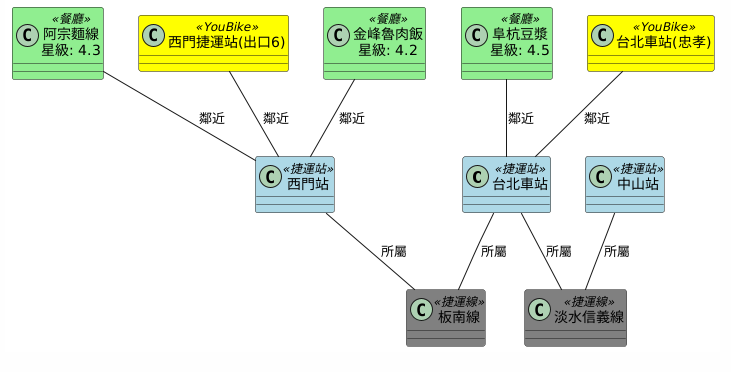 «餐廳»
阿宗麵線
星級: 4.3
«YouBike»
西門捷運站(出口6)
«餐廳»
金峰魯肉飯
星級: 4.2
«餐廳»
阜杭豆漿
星級: 4.5
«YouBike»
台北車站(忠孝)
鄰近
鄰近
鄰近
鄰近
鄰近
«捷運站»
西門站
«捷運站»
台北車站
«捷運站»
中山站
所屬
所屬
所屬
所屬
«捷運線»
板南線
«捷運線»
淡水信義線